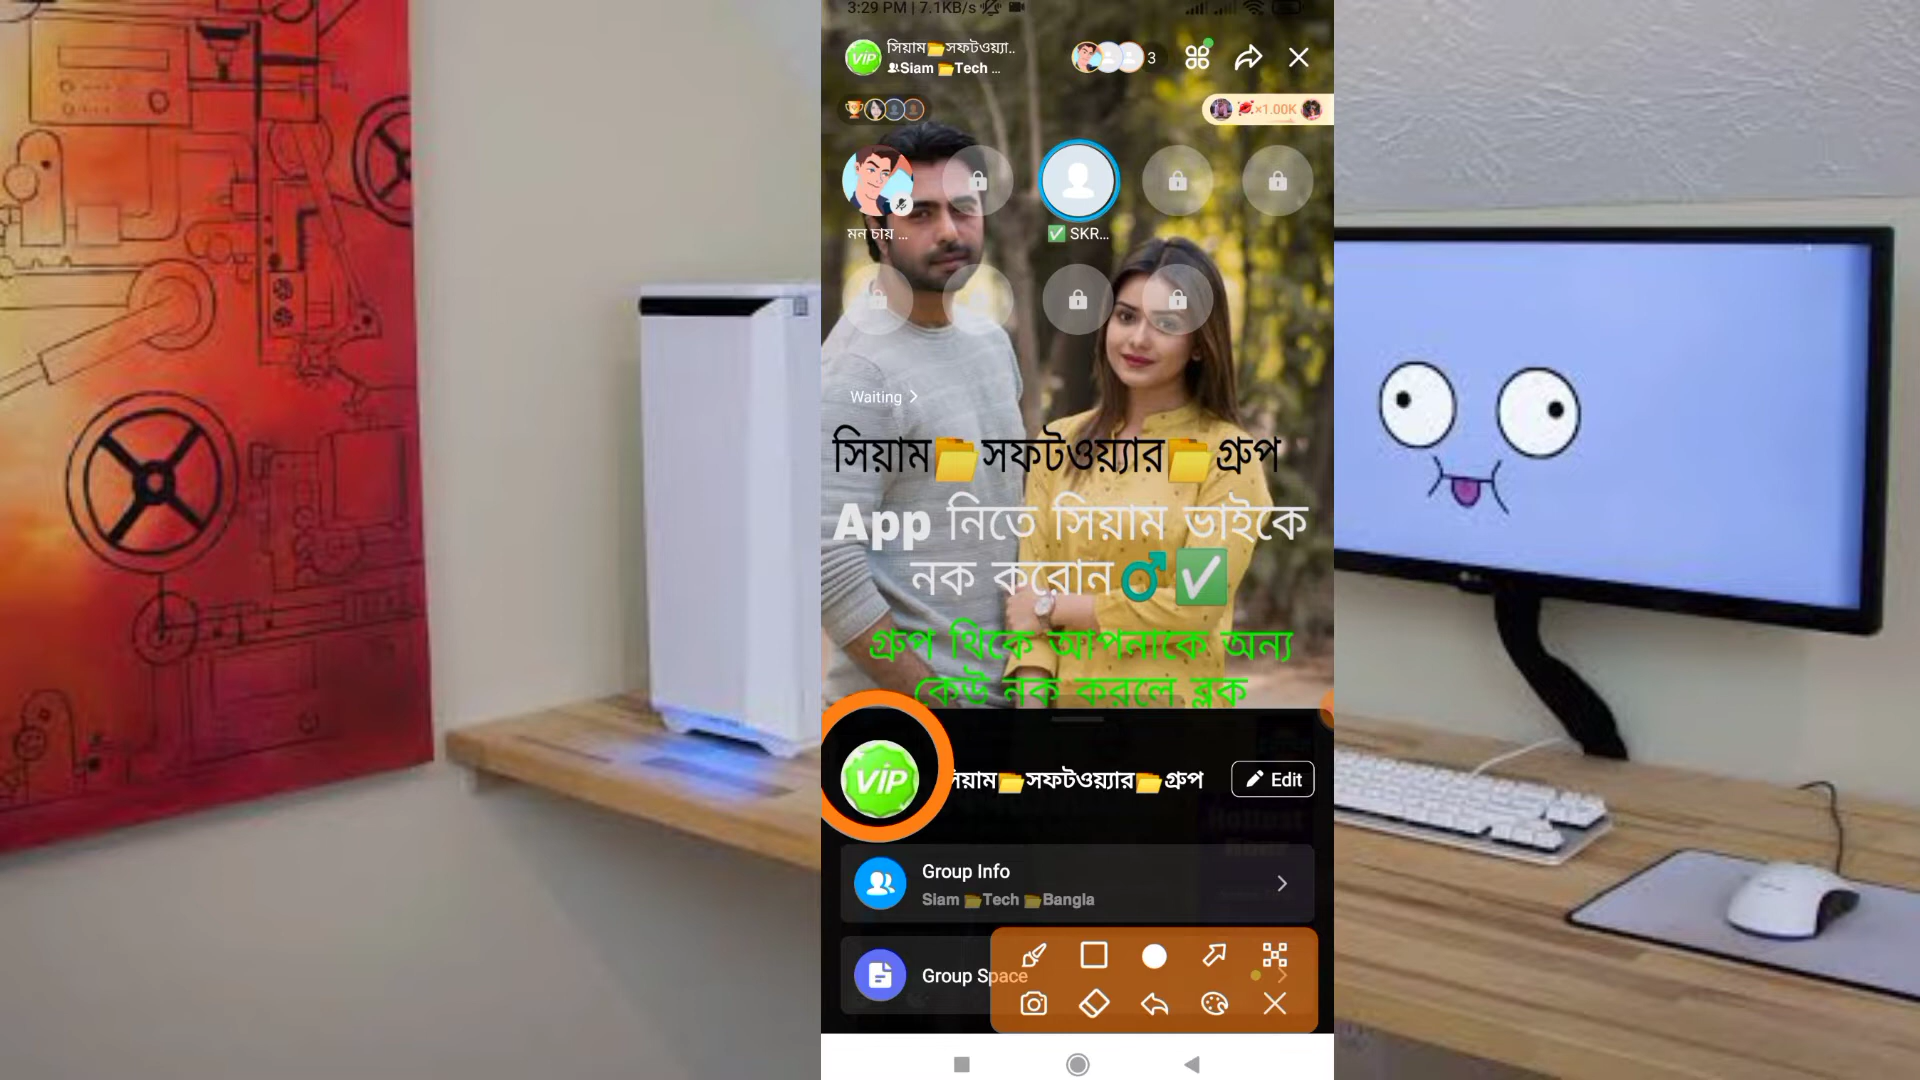 3:29 PM | 7.1KB/s
VIP
সিয়াম📂সফটওয়্যা..
Siam 📂Tech ...
3
×1.00K
মন চায় ...
✅ SKR...
Waiting >
সিয়াম📂সফটওয়্যার📂গ্রুপ
App নিতে সিয়াম ভাইকে
নক করোন♂✅
গ্রুপ থিকে আপনাকে অন্য
কেউ নক করলে ব্লক
VIP
সিয়াম📂সফটওয়্যার📂গ্রুপ
Edit
Group Info
Siam 📂Tech 📂Bangla
Group Space
LG